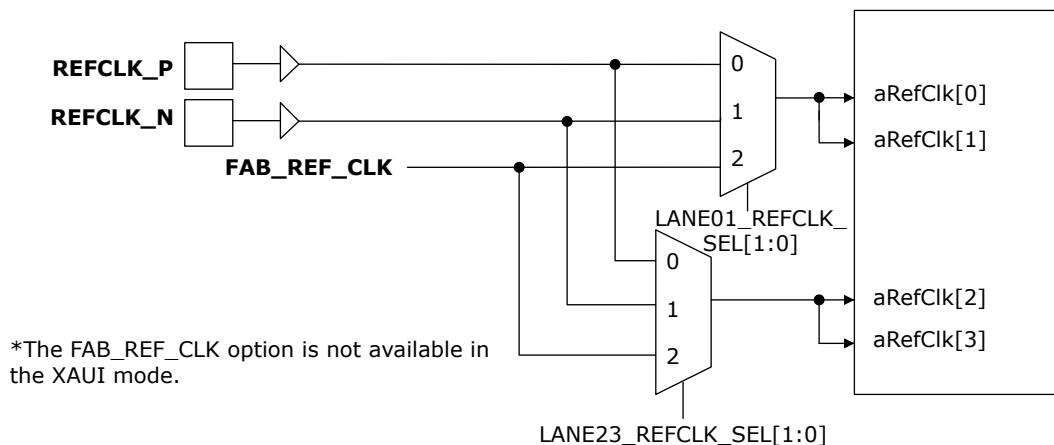 REFCLK_P
REFCLK_N
FAB_REF_CLK
0
1
2
LANE01_REFCLK_
SEL[1:0]
aRefClk[0]
aRefClk[1]
0
1
2
LANE23_REFCLK_SEL[1:0]
aRefClk[2]
aRefClk[3]
*The FAB_REF_CLK option is not available in
the XAUI mode.